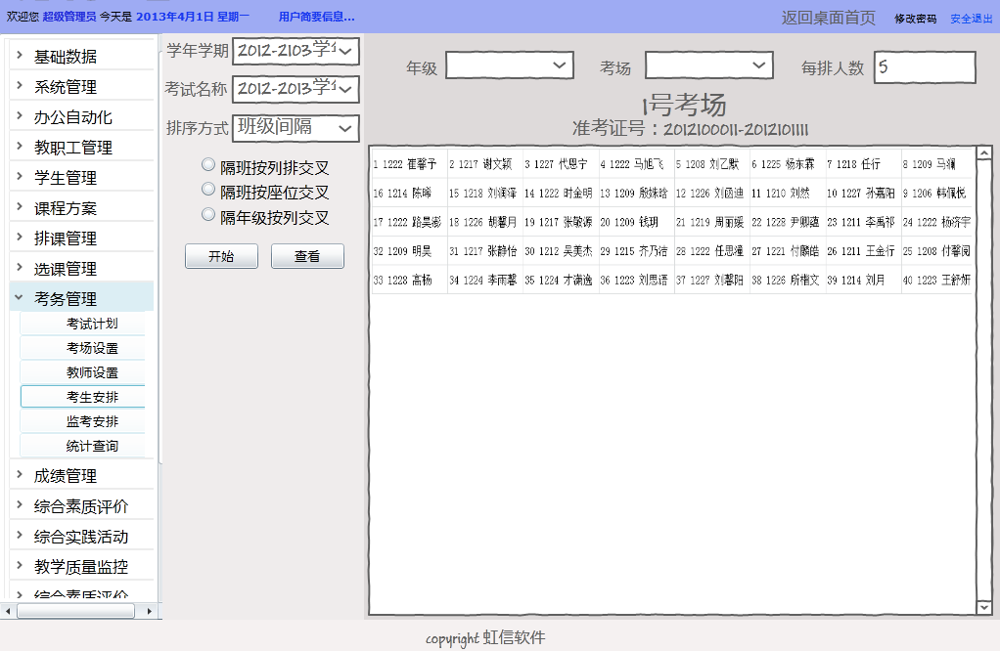 欢迎您 超级管理员 今天是 2013年4月1日 星期一 用户简要信息... 返回桌面首页 修改密码 安全退出
基础数据
系统管理
办公自动化
教职工管理
学生管理
课程方案
排课管理
选课管理
考务管理
考试计划
考场设置
教师设置
考生安排
监考安排
统计查询
成绩管理
综合素质评价
综合实践活动
教学质量监控
综合素质评价
学年学期 2012-2103学
考试名称 2012-2013学
排序方式 班级间隔
隔班按列排交叉
隔班按座位交叉
隔年级按列交叉
开始 查看
年级 考场 每排人数 5
1号考场
准考证号：2012100011-2012101111
1 1222 崔馨予 2 1217 谢文颖 3 1227 代思宁 4 1222 马旭飞 5 1208 刘乙默 6 1225 杨东霖 7 1218 任行 8 1209 马斓
16 1214 陈唏 15 1218 刘润泽 14 1222 时金明 13 1209 殷姝晗 12 1226 刘函迪 11 1210 刘然 10 1227 孙嘉阳 9 1206 韩佩悦
17 1222 路昊澎 18 1226 胡馨月 19 1217 张敬源 20 1209 钱玥 21 1219 周雨瑗 22 1228 尹卿蕴 23 1211 李禹祁 24 1222 杨济宇
32 1209 明昊 31 1217 张静怡 30 1212 吴美杰 29 1215 齐乃洁 28 1222 任思潼 27 1221 付麟皓 26 1211 王金行 25 1208 付馨阅
33 1228 高杨 34 1224 李雨馨 35 1224 才满逸 36 1223 刘思语 37 1227 刘馨阳 38 1226 所楷文 39 1214 刘月 40 1223 王舒妍
copyright 虹信软件